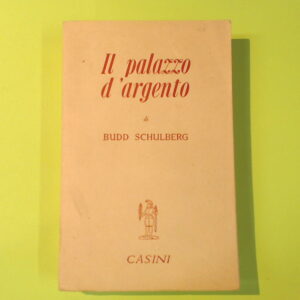 Il palazzo
d'argento
di
BUDD SCHULBERG
CASINI